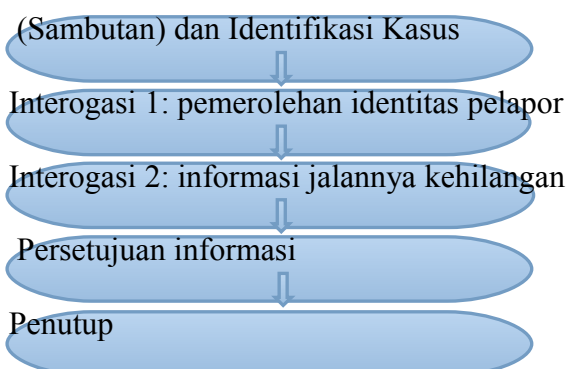 (Sambutan) dan Identifikasi Kasus
Interogasi 1: pemerolehan identitas pelapor
Interogasi 2: informasi jalannya kehilangan
Persetujuan informasi
Penutup